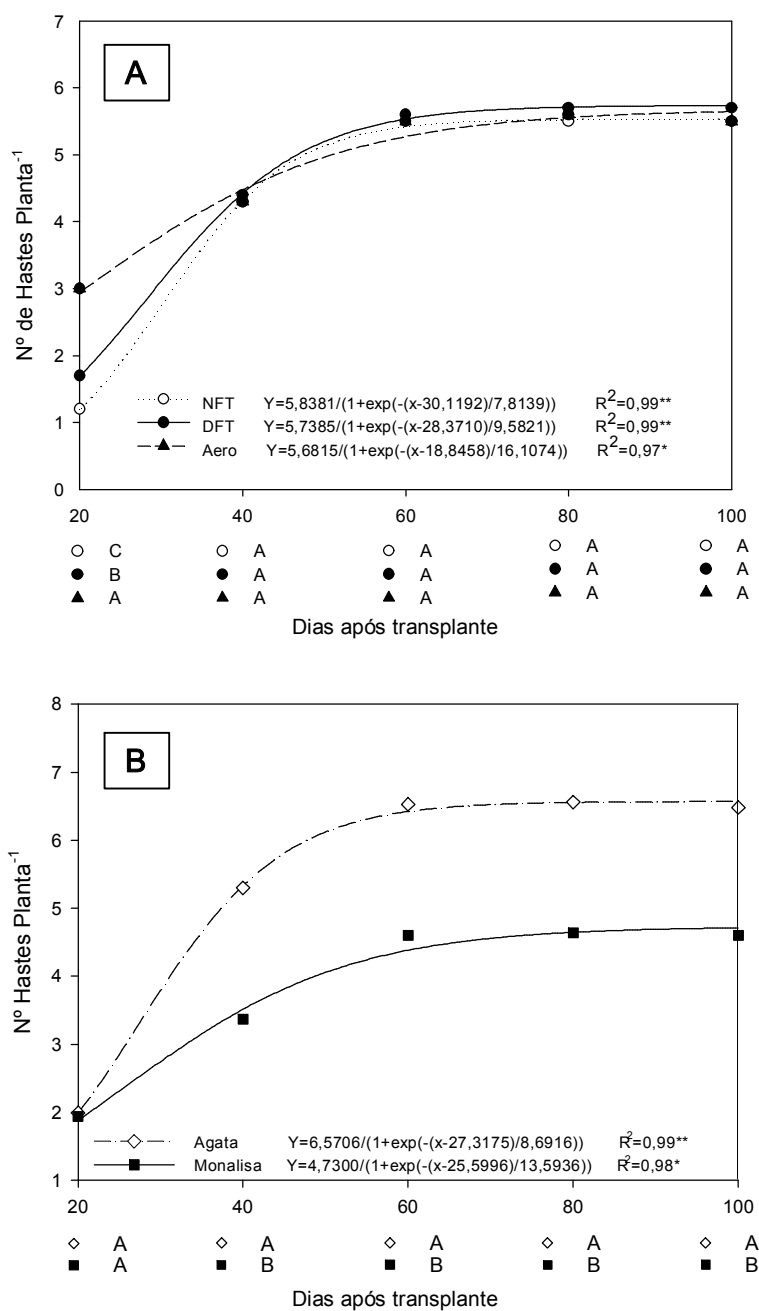 7
A
6
5
4
3
2
1
0
Nº de Hastes Planta-1
NFT Y=5,8381/(1+exp(-(x-30,1192)/7,8139)) R2=0,99**
DFT Y=5,7385/(1+exp(-(x-28,3710)/9,5821)) R2=0,99**
Aero Y=5,6815/(1+exp(-(x-18,8458)/16,1074)) R2=0,97*
20 40 60 80 100
C A A A A
B A A A A
A A A A A
Dias após transplante
8
B
7
6
5
4
3
2
1
Nº Hastes Planta-1
Agata Y=6,5706/(1+exp(-(x-27,3175)/8,6916)) R2=0,99**
Monalisa Y=4,7300/(1+exp(-(x-25,5996)/13,5936)) R2=0,98*
20 40 60 80 100
A A A A A
A B B B B
Dias após transplante